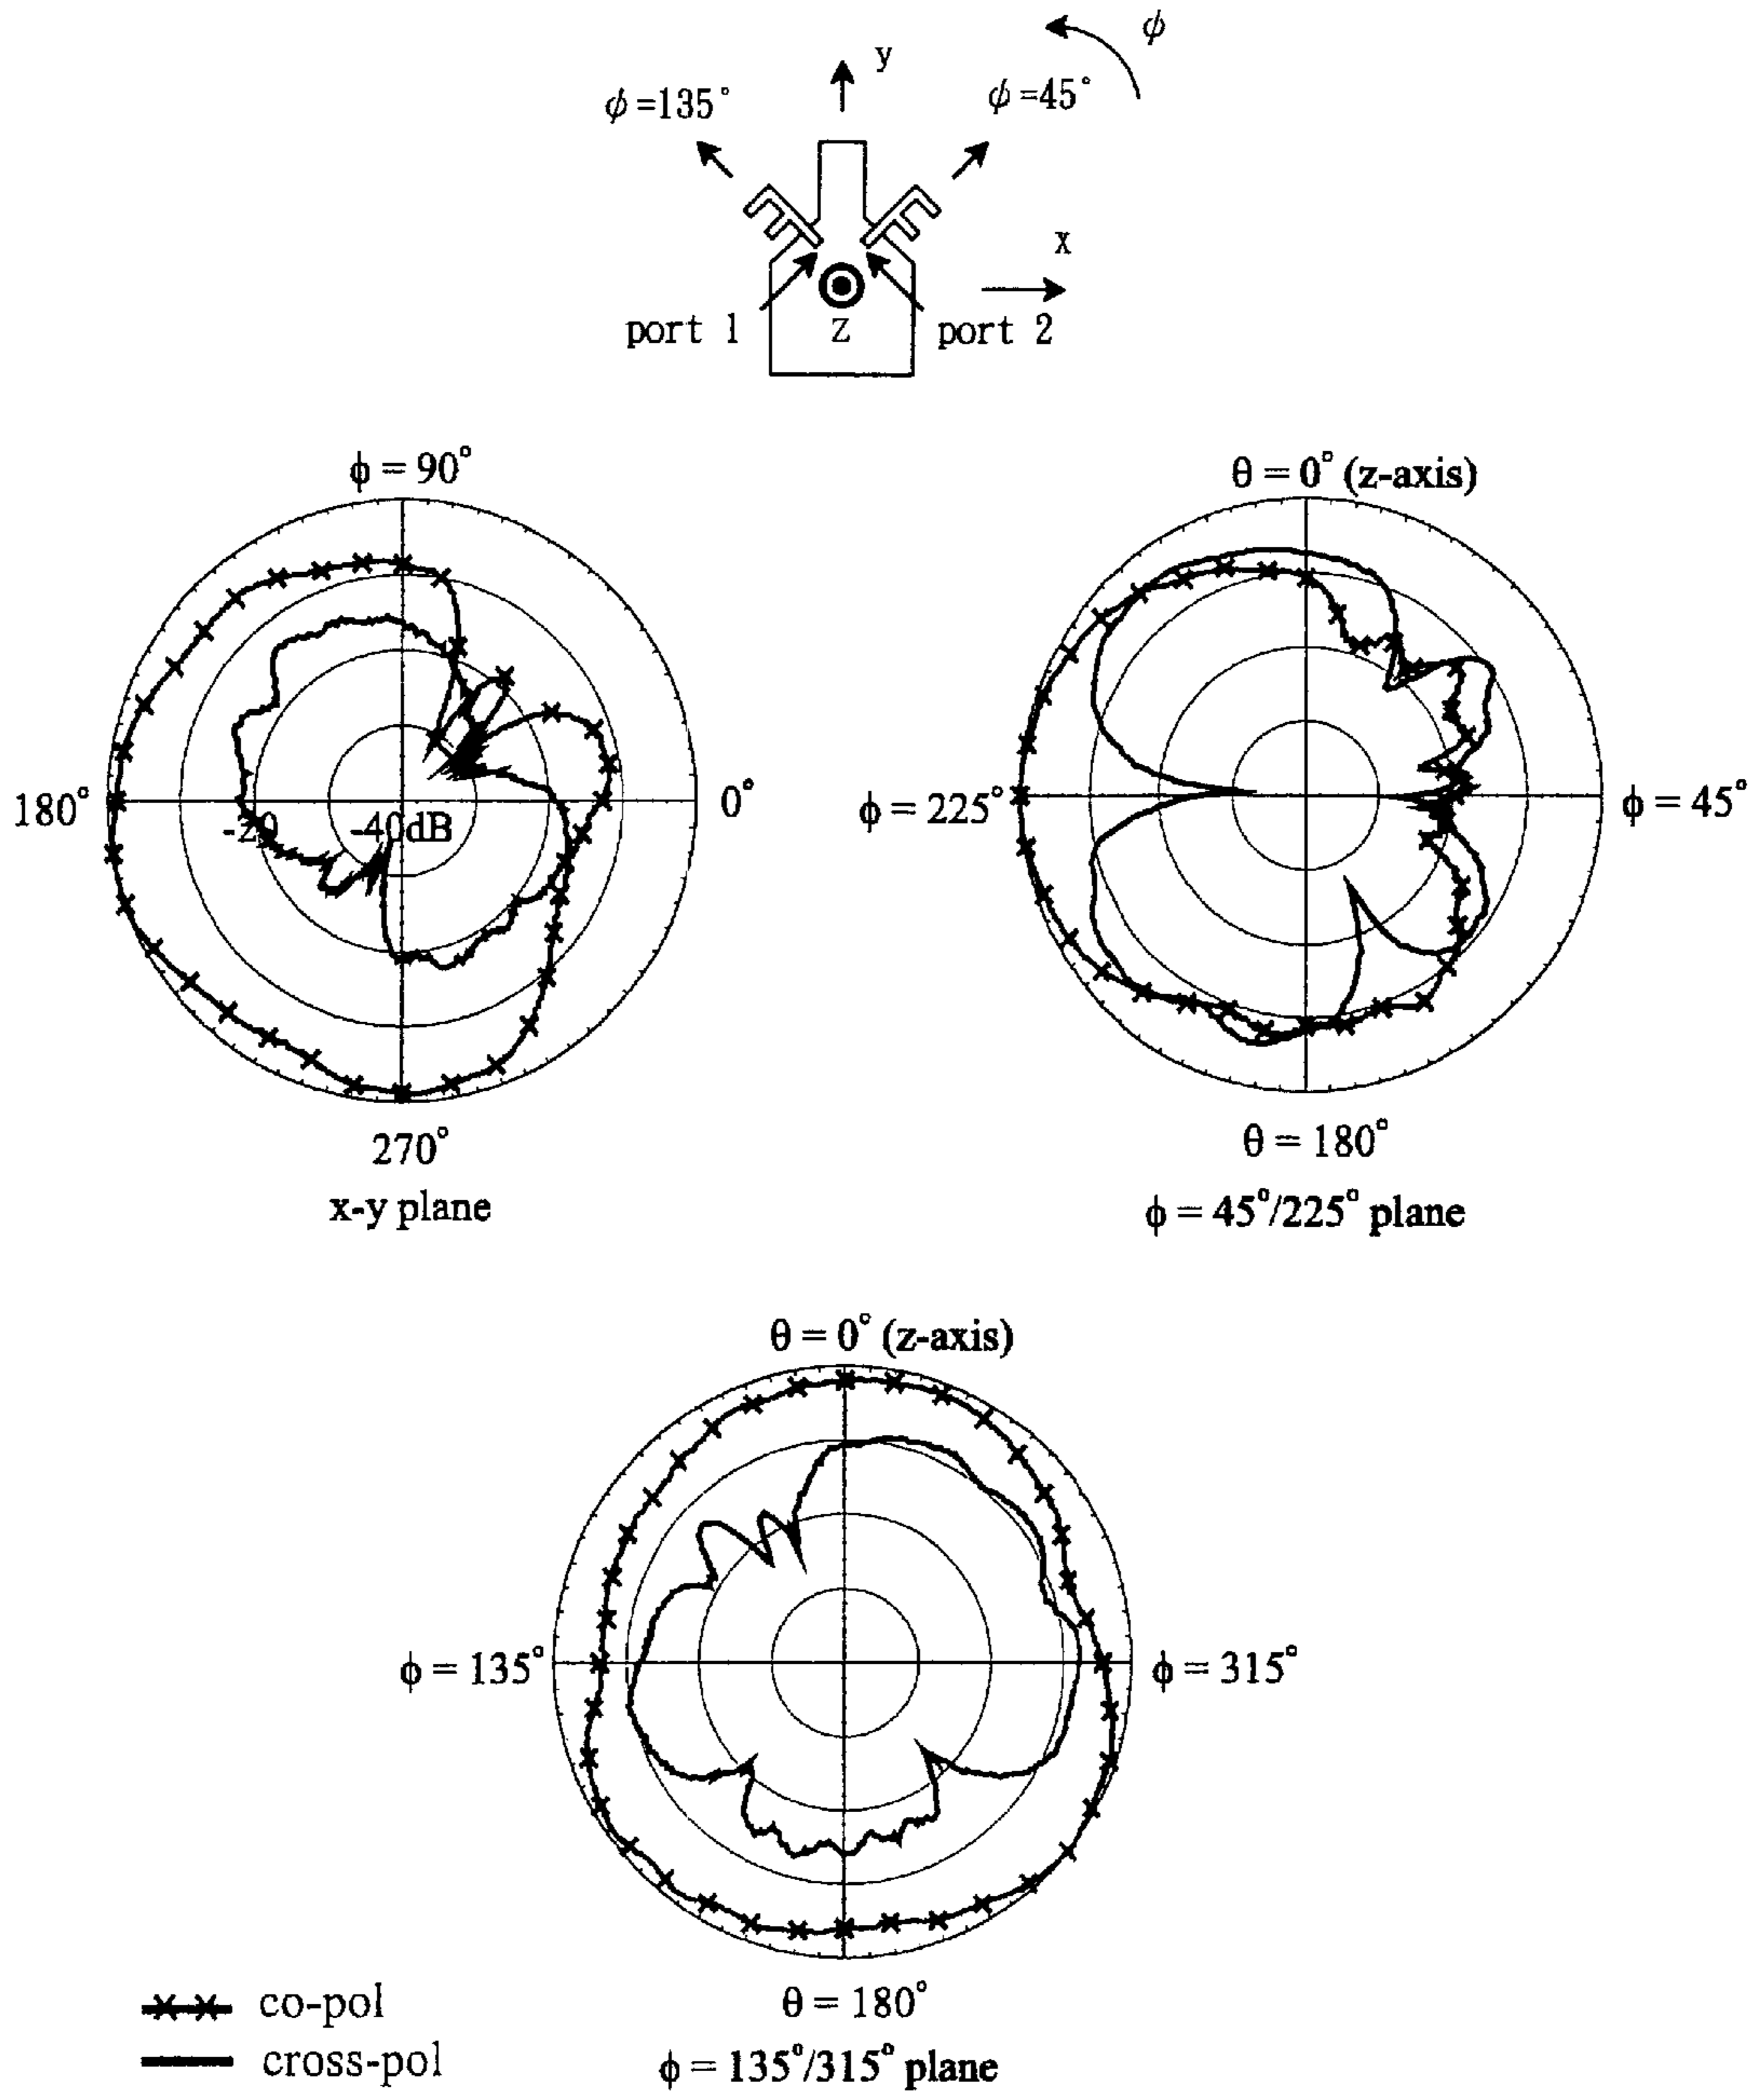 ϕ
y
ϕ=135°
ϕ=45°
x
port 1
Z
port 2
ϕ = 90°
180°
0°
-20
-40dB
270°
x-y plane
θ = 0° (z-axis)
ϕ = 225°
ϕ = 45°
θ = 180°
ϕ = 45°/225° plane
θ = 0° (z-axis)
ϕ = 135°
ϕ = 315°
θ = 180°
ϕ = 135°/315° plane
co-pol
cross-pol